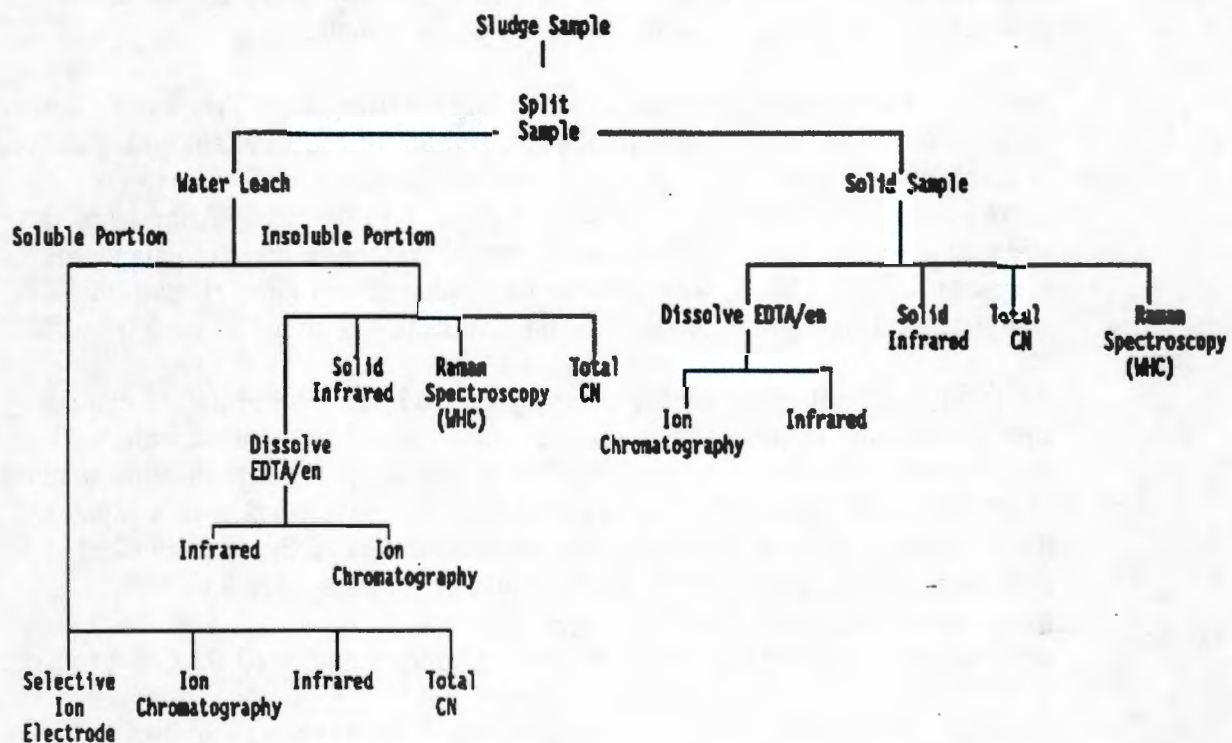 Sludge Sample
Split
Sample
Water Leach
Solid Sample
Soluble Portion
Insoluble Portion
Dissolve EDTA/en
Solid
Infrared
Total
CN
Raman
Spectroscopy
(WHC)
Solid
Infrared
Raman
Spectroscopy
(WHC)
Total
CN
Ion
Chromatography
Infrared
Dissolve
EDTA/en
Infrared
Ion
Chromatography
Selective
Ion
Electrode
Ion
Chromatography
Infrared
Total
CN